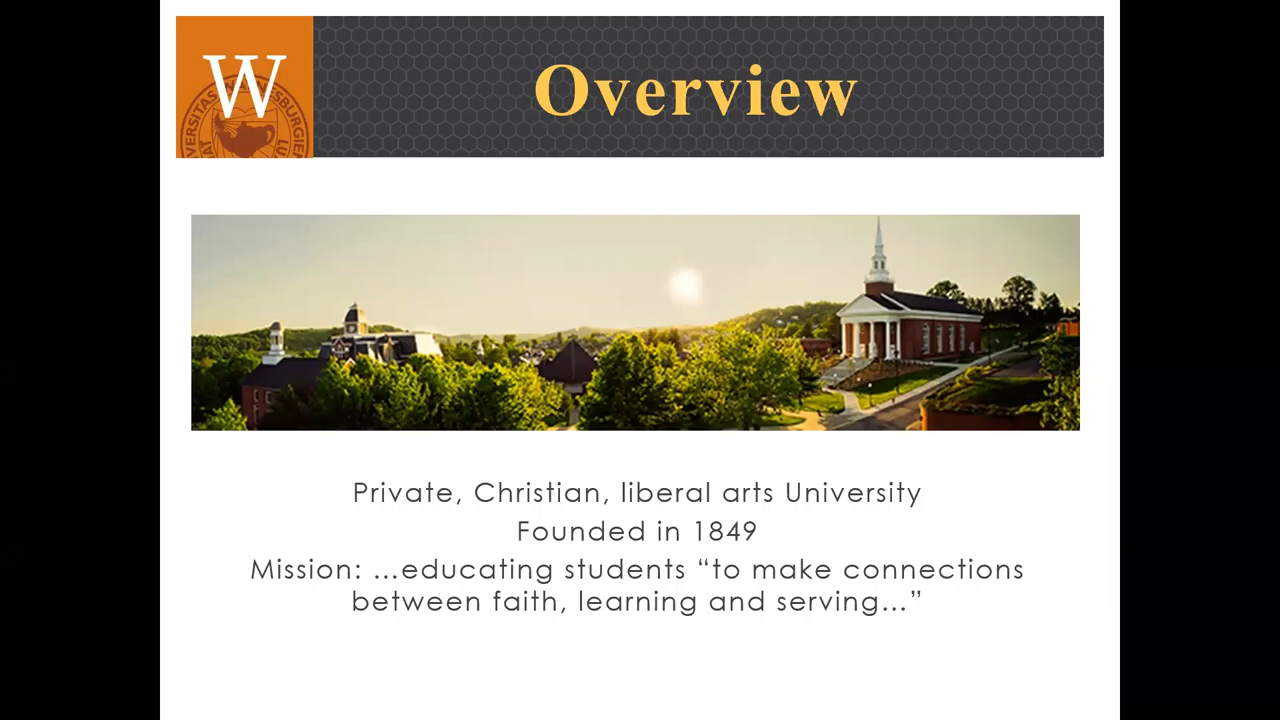 W
Overview
Private, Christian, liberal arts University
Founded in 1849
Mission: …educating students “to make connections
between faith, learning and serving…”